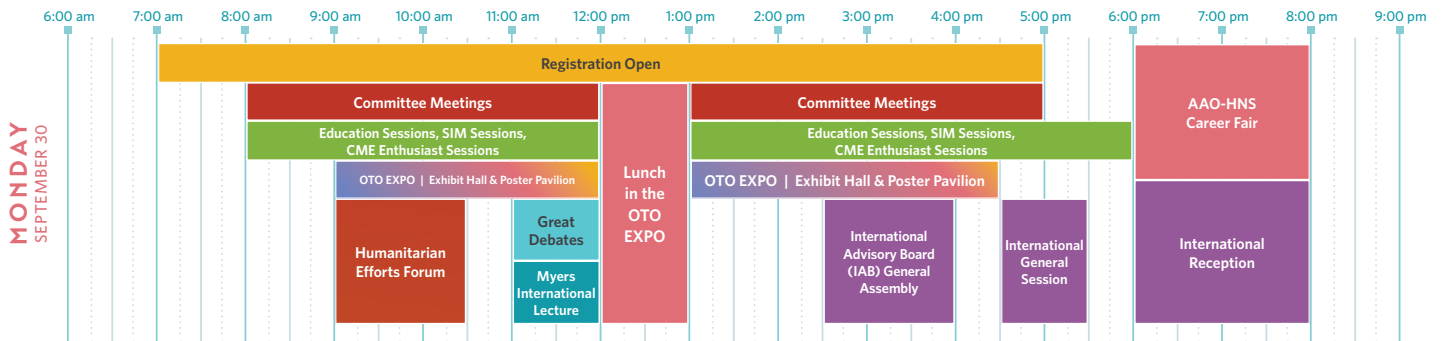 6:00 am 7:00 am 8:00 am 9:00 am 10:00 am 11:00 am 12:00 pm 1:00 pm 2:00 pm 3:00 pm 4:00 pm 5:00 pm 6:00 pm 7:00 pm 8:00 pm 9:00 pm
MONDAY
SEPTEMBER 30
Registration Open
Committee Meetings
Education Sessions, SIM Sessions,
CME Enthusiast Sessions
OTO EXPO | Exhibit Hall & Poster Pavilion
Humanitarian
Efforts Forum
Great
Debates
Myers
International
Lecture
Lunch
in the
OTO
EXPO
Committee Meetings
Education Sessions, SIM Sessions,
CME Enthusiast Sessions
OTO EXPO | Exhibit Hall & Poster Pavilion
International
Advisory Board
(IAB) General
Assembly
International
General
Session
AAO-HNS
Career Fair
International
Reception